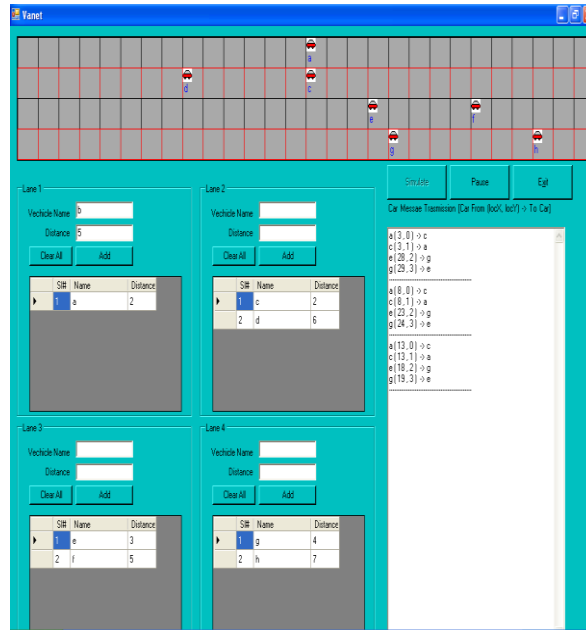 Vanet
a
d c
e f
g h
Simulate Pause Exit
Car Messae Trasmission [Car From (locX, locY) -> To Car]
Lane 1
Vechicle Name b
Distance 5
Clear All Add
Sl# Name Distance
1 a 2
Lane 2
Vechicle Name
Distance
Clear All Add
Sl# Name Distance
1 c 2
2 d 6
a(3,0) -> c
c(3,1) -> a
e(28,2) -> g
g(29,3) -> e
------------------------------
a(8,0) -> c
c(8,1) -> a
e(23,2) -> g
g(24,3) -> e
------------------------------
a(13,0) -> c
c(13,1) -> a
e(18,2) -> g
g(19,3) -> e
------------------------------
Lane 3
Vechicle Name
Distance
Clear All Add
Sl# Name Distance
1 e 3
2 f 5
Lane 4
Vechicle Name
Distance
Clear All Add
Sl# Name Distance
1 g 4
2 h 7